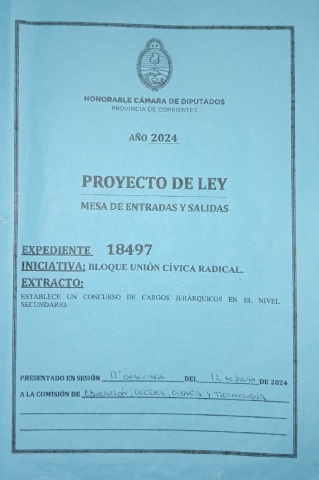 HONORABLE CÁMARA DE DIPUTADOS
PROVINCIA DE CORRIENTES
AÑO 2024
PROYECTO DE LEY
MESA DE ENTRADAS Y SALIDAS
EXPEDIENTE 18497
INICIATIVA: BLOQUE UNIÓN CÍVICA RADICAL.
EXTRACTO:
ESTABLECE UN CONCURSO DE CARGOS JERÁRQUICOS EN EL NIVEL
SECUNDARIO.
PRESENTADO EN SESIÓN 12° ORDINARIA DEL 12 de Junio DE 2024
A LA COMISIÓN DE EDUCACIÓN, CULTURA, CIENCIA Y TECNOLOGÍA